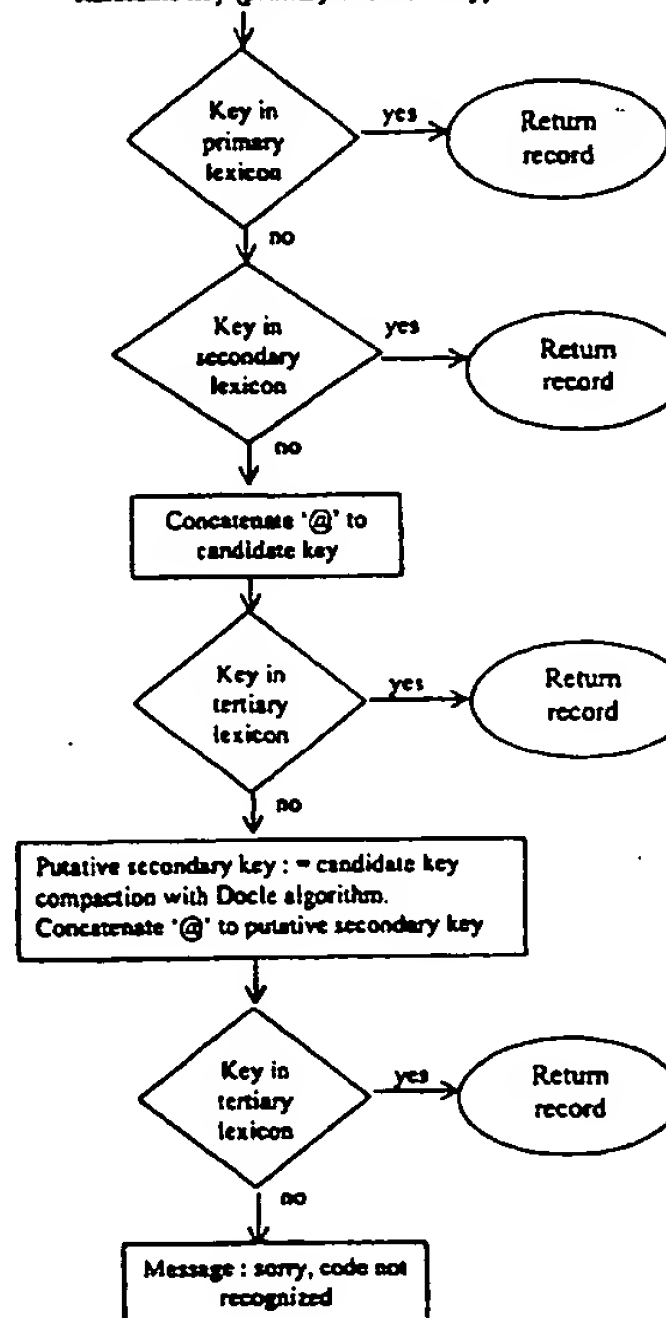 Key in
primary
lexicon
yes
Return
record
no
Key in
secondary
lexicon
yes
Return
record
no
Concatenate '@' to
candidate key
Key in
tertiary
lexicon
yes
Return
record
no
Putative secondary key : = candidate key
compaction with Docle algorithm.
Concatenate '@' to putative secondary key
Key in
tertiary
lexicon
yes
Return
record
no
Message : sorry, code not
recognized